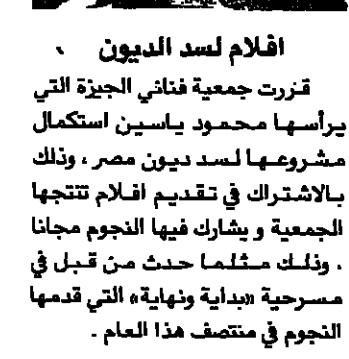 افلام لسد الديون
قررت جمعية فناني الجيزة التي
يرأسها محمود ياسين استكمال
مشروعها لسد ديون مصر ، وذلك
بالاشتراك في تقديم افلام تنتجها
الجمعية و يشارك فيها النجوم مجانا
، وذلك مثلما حدث من قبل في
مسرحية «بداية ونهاية» التي قدمها
النجوم في منتصف هذا العام .